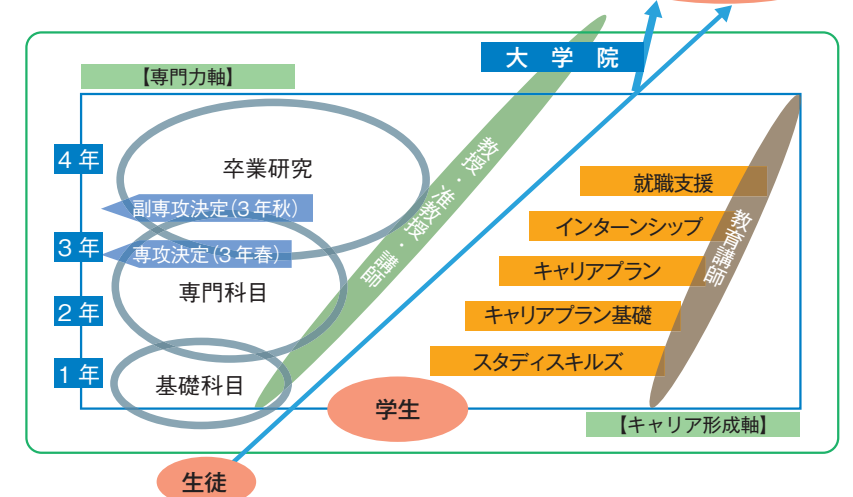 大 学 院
【専門力軸】
4年
卒業研究
教授・准教授・講師
就職支援
副専攻決定(3年秋)
インターンシップ
教育講師
3年
専攻決定(3年春)
キャリアプラン
専門科目
2年
キャリアプラン基礎
1年
スタディスキルズ
基礎科目
学生
【キャリア形成軸】
生徒